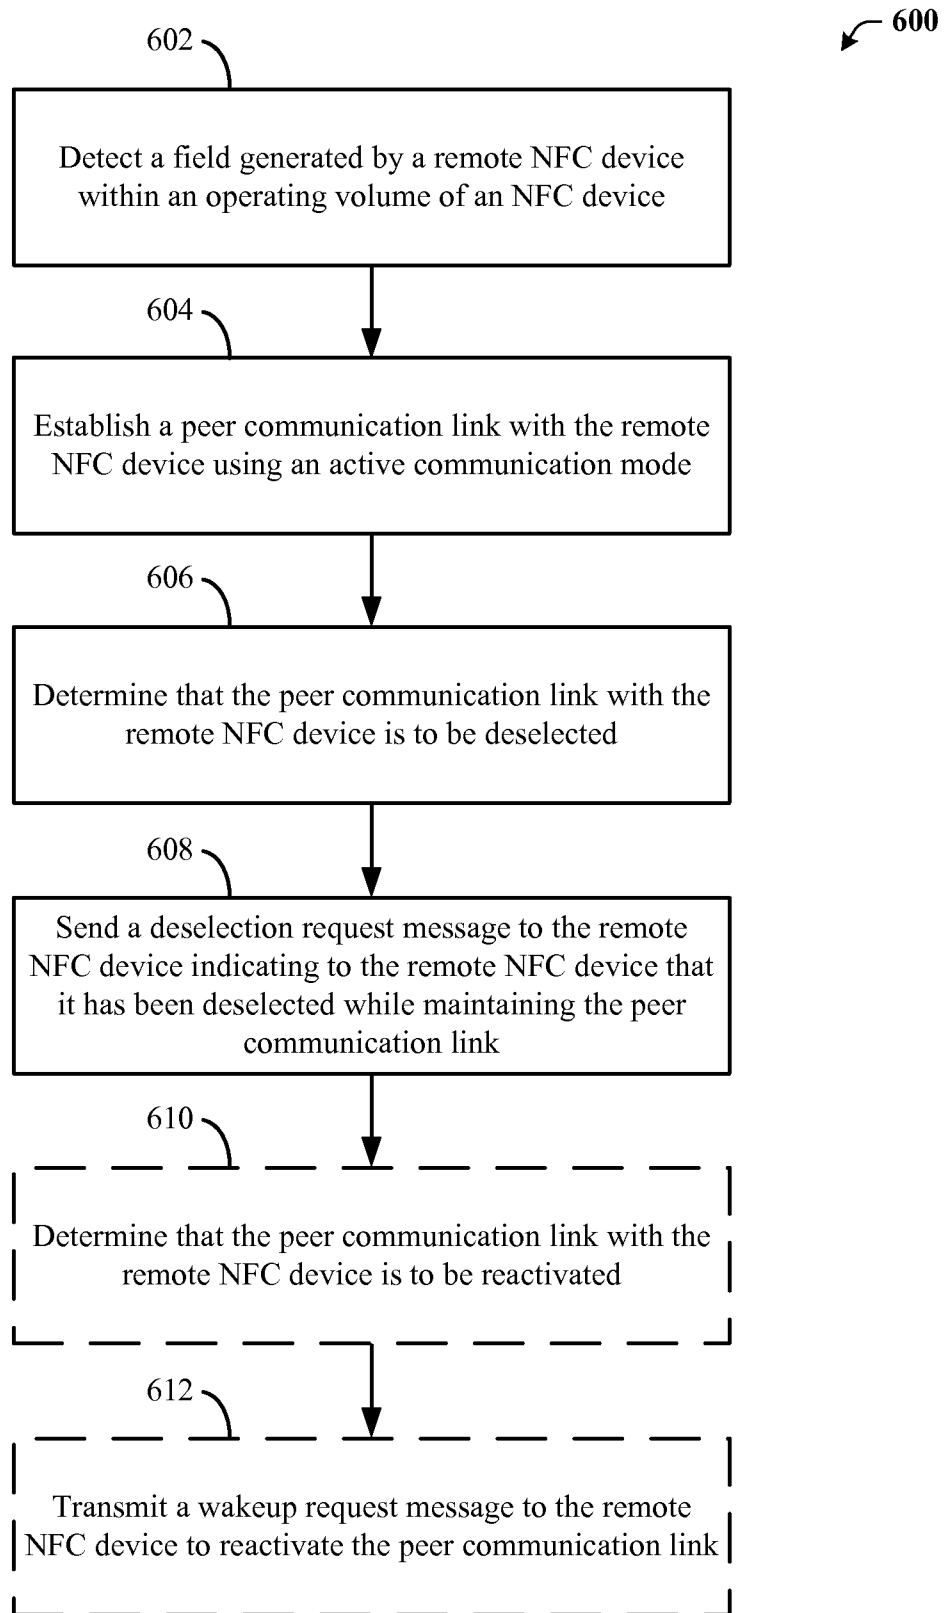 600
602
Detect a field generated by a remote NFC device
within an operating volume of an NFC device
604
Establish a peer communication link with the remote
NFC device using an active communication mode
606
Determine that the peer communication link with the
remote NFC device is to be deselected
608
Send a deselection request message to the remote
NFC device indicating to the remote NFC device that
it has been deselected while maintaining the peer
communication link
610
Determine that the peer communication link with the
remote NFC device is to be reactivated
612
Transmit a wakeup request message to the remote
NFC device to reactivate the peer communication link